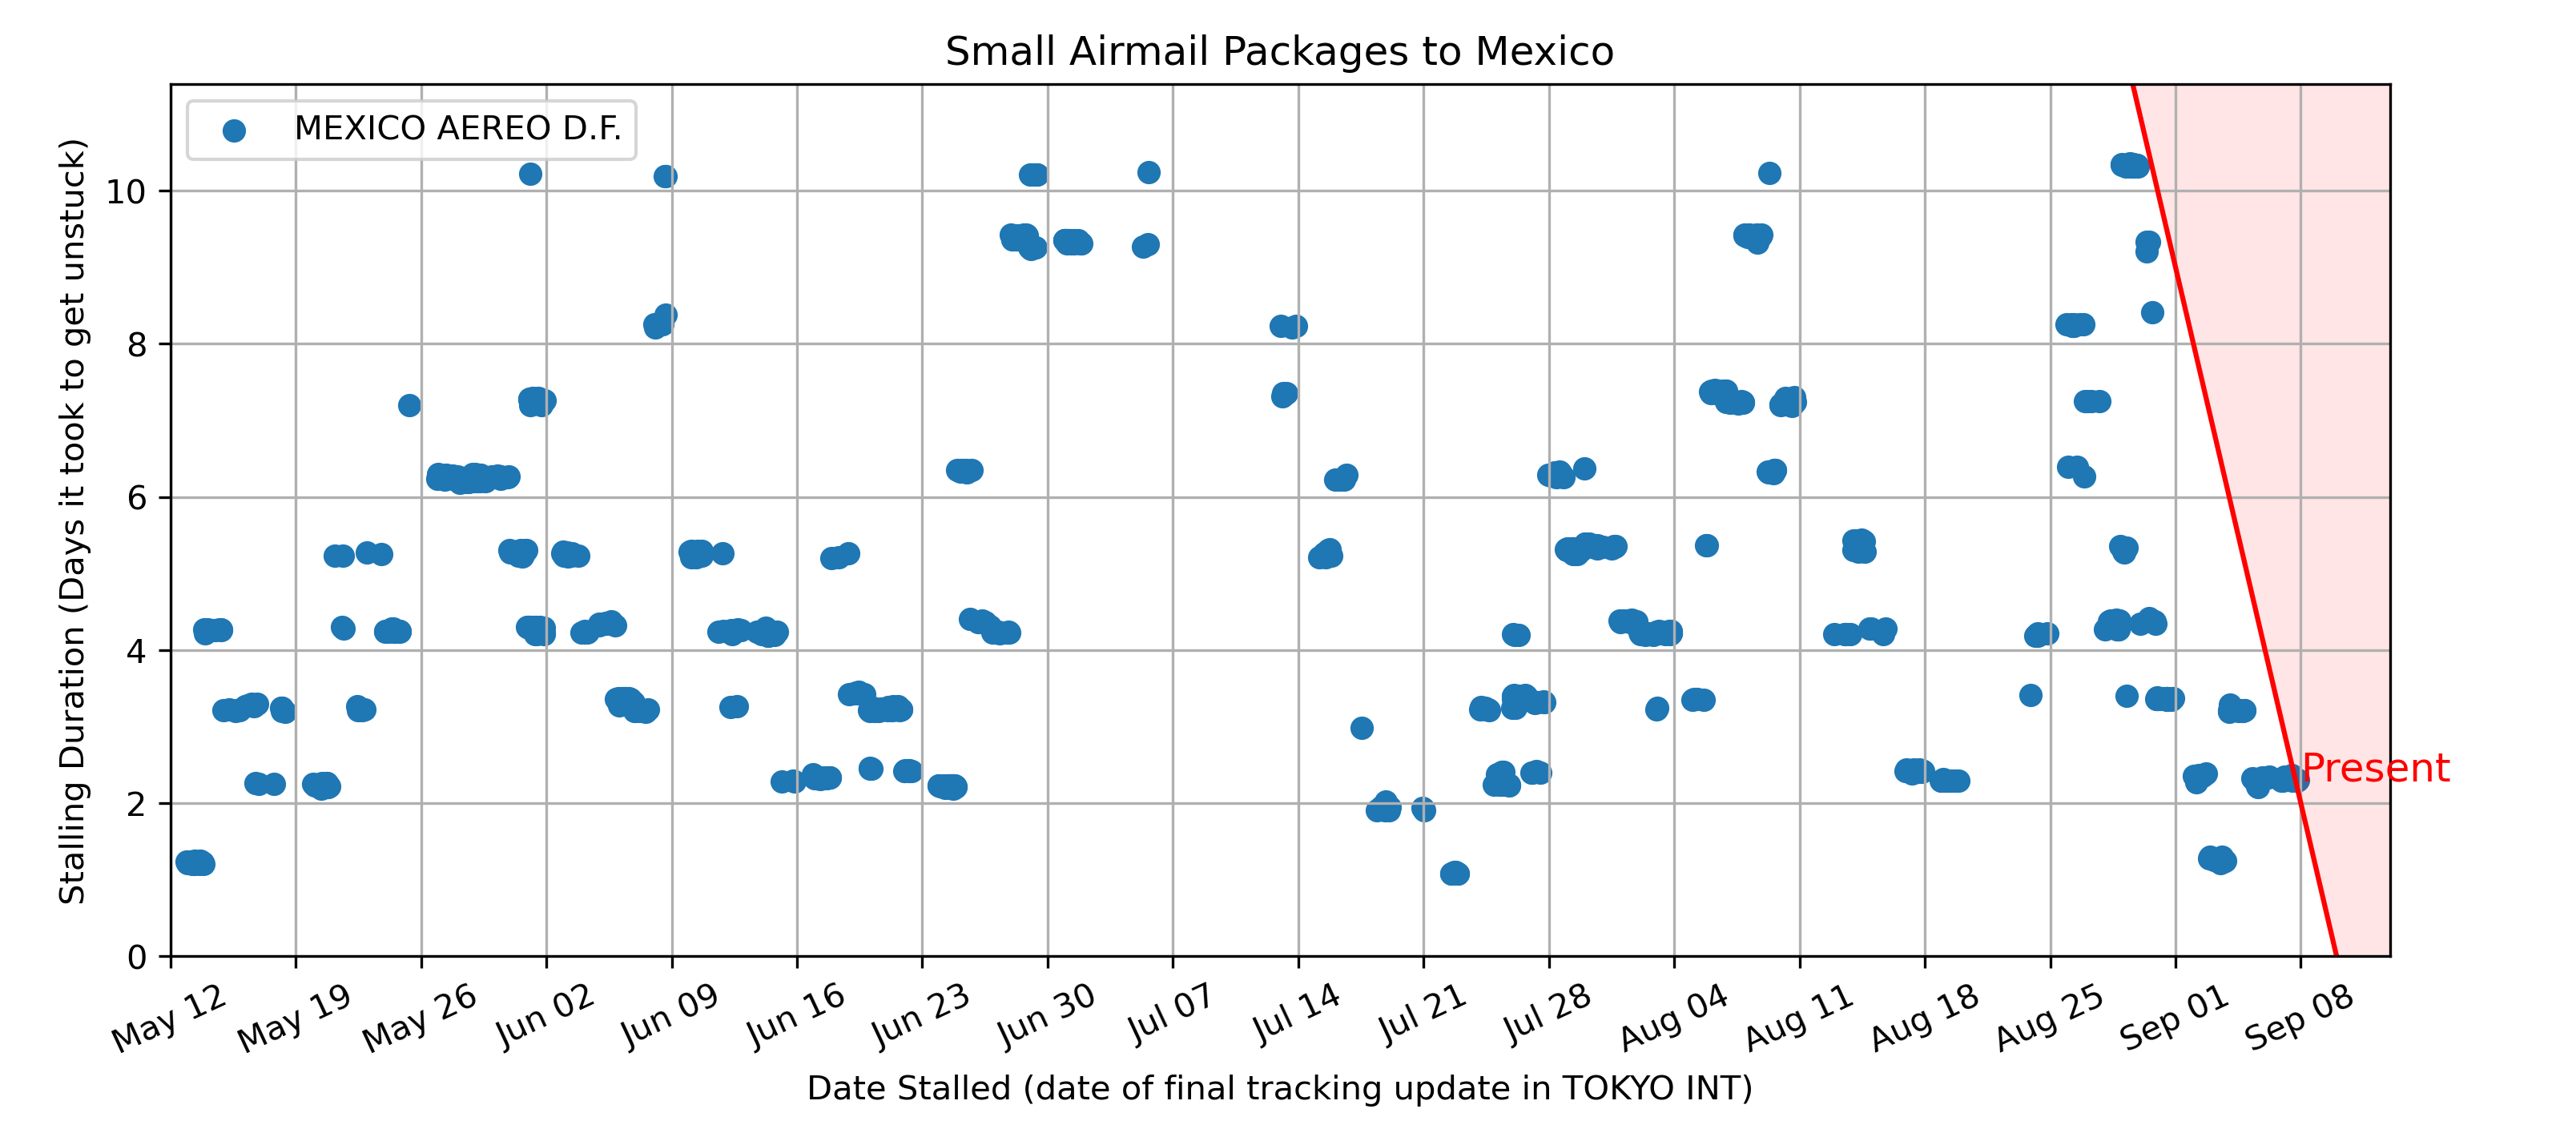 Small Airmail Packages to Mexico
MEXICO AEREO D.F.
Stalling Duration (Days it took to get unstuck)
10
8
6
4
2
0
Present
May 12
May 19
May 26
Jun 02
Jun 09
Jun 16
Jun 23
Jun 30
Jul 07
Jul 14
Jul 21
Jul 28
Aug 04
Aug 11
Aug 18
Aug 25
Sep 01
Sep 08
Date Stalled (date of final tracking update in TOKYO INT)